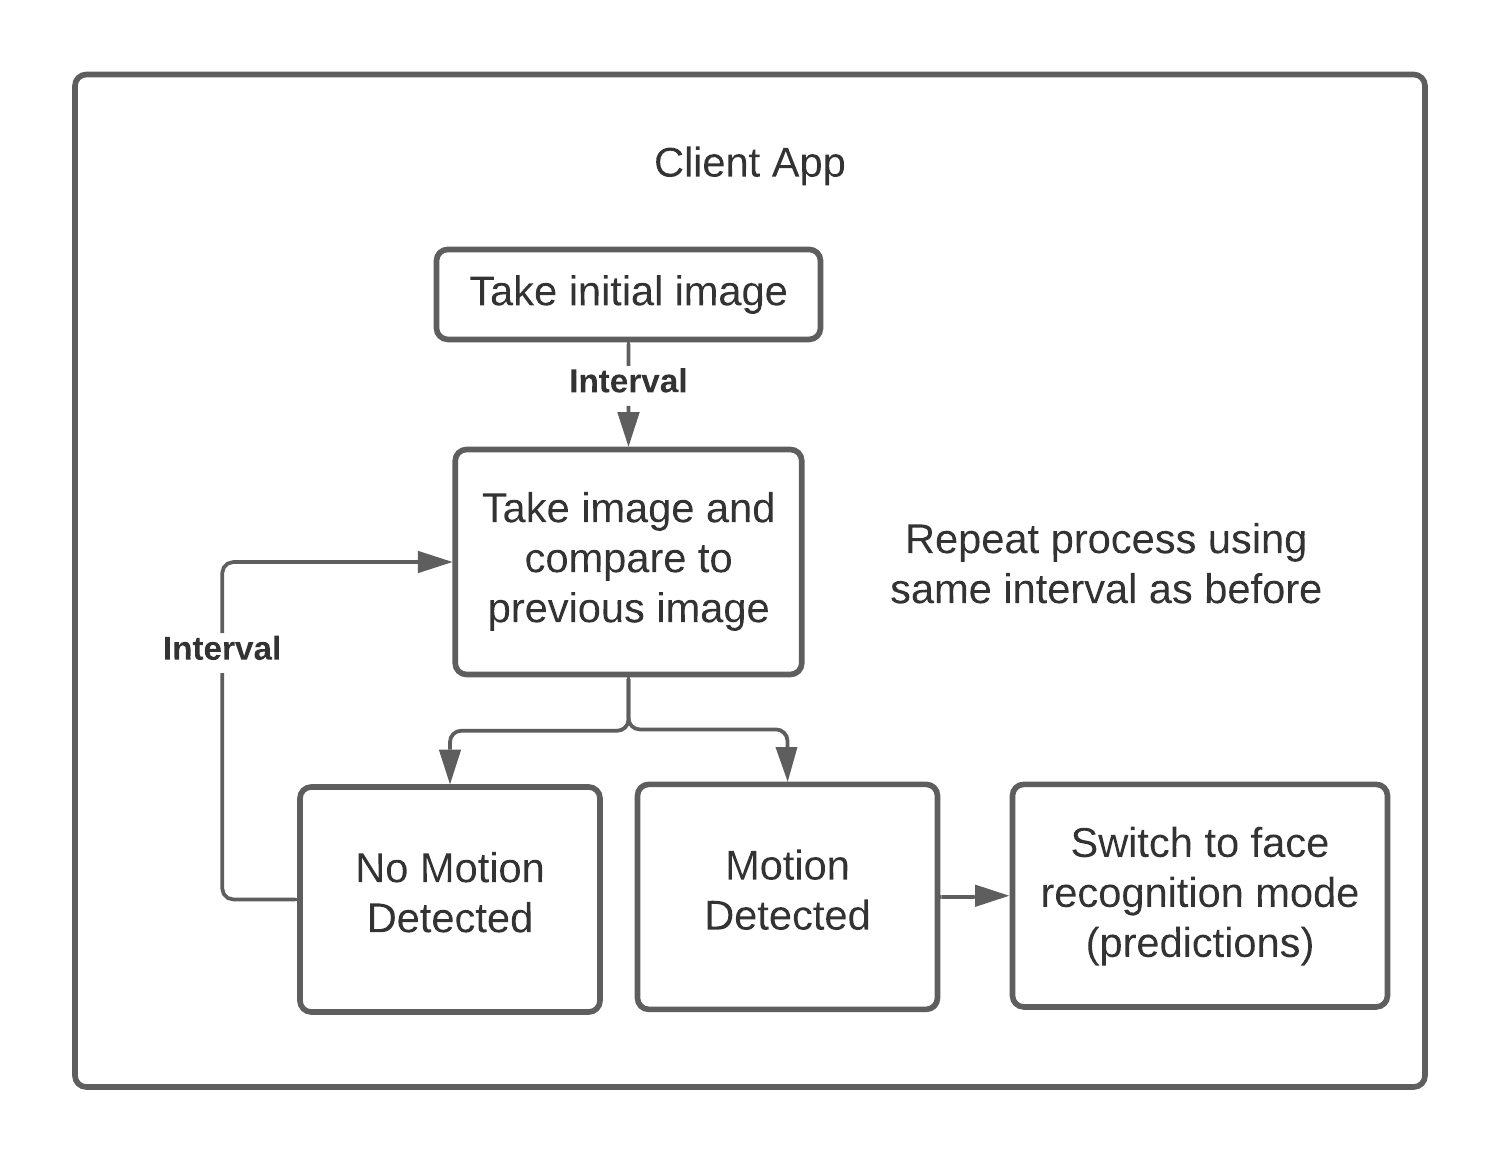 Client App
Take initial image
Interval
Take image and
compare to
previous image
Repeat process using
same interval as before
Interval
No Motion
Detected
Motion
Detected
Switch to face
recognition mode
(predictions)